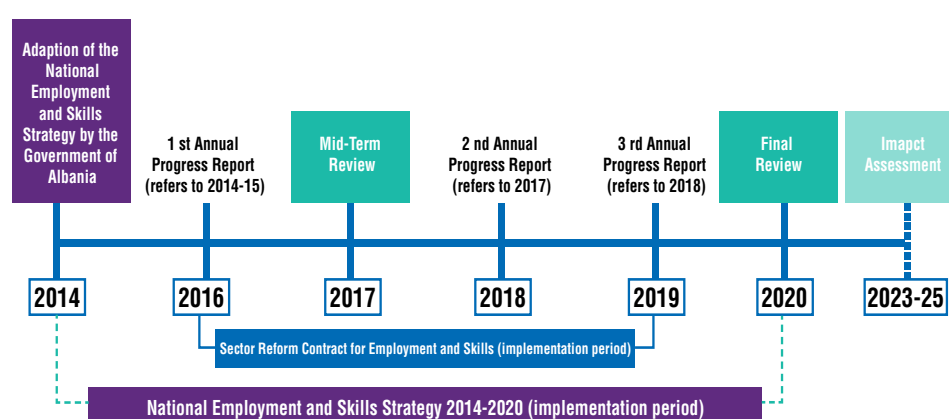 Adaption of the
National
Employment
and Skills
Strategy by the
Government of
Albania
1 st Annual
Progress Report
(refers to 2014-15)
Mid-Term
Review
2 nd Annual
Progress Report
(refers to 2017)
3 rd Annual
Progress Report
(refers to 2018)
Final
Review
Imapct
Assessment
2014
2016
2017
2018
2019
2020
2023-25
Sector Reform Contract for Employment and Skills (implementation period)
National Employment and Skills Strategy 2014-2020 (implementation period)